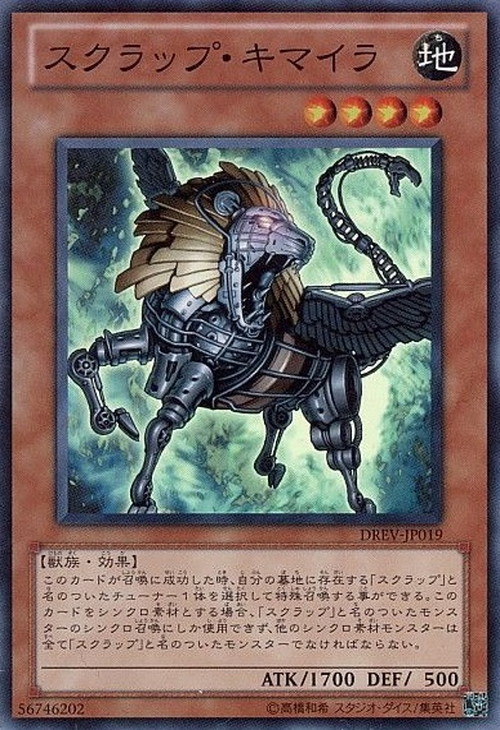 スクラップ・キマイラ
ち
地
DREV-JP019
【獣族・効果】
このカードが召喚に成功した時、自分の墓地に存在する「スクラップ」と
名のついたチューナー1体を選択して特殊召喚する事ができる。この
カードをシンクロ素材とする場合、「スクラップ」と名のついたモンス
ターのシンクロ召喚にしか使用できず、他のシンクロ素材モンスターは
全て「スクラップ」と名のついたモンスターでなければならない。
ATK/1700 DEF/ 500
56746202
©高橋和希 スタジオ・ダイス/集英社